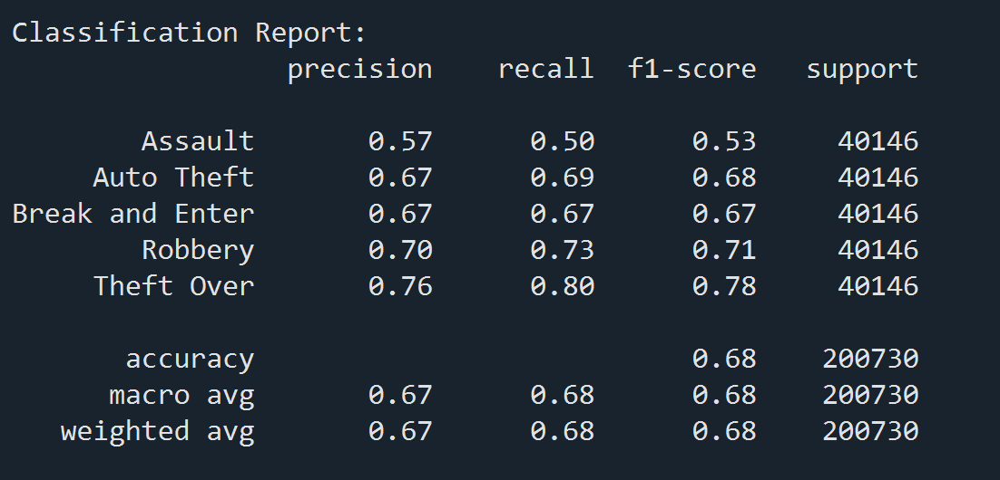 Classification Report:
precision recall f1-score support
Assault 0.57 0.50 0.53 40146
Auto Theft 0.67 0.69 0.68 40146
Break and Enter 0.67 0.67 0.67 40146
Robbery 0.70 0.73 0.71 40146
Theft Over 0.76 0.80 0.78 40146
accuracy 0.68 200730
macro avg 0.67 0.68 0.68 200730
weighted avg 0.67 0.68 0.68 200730